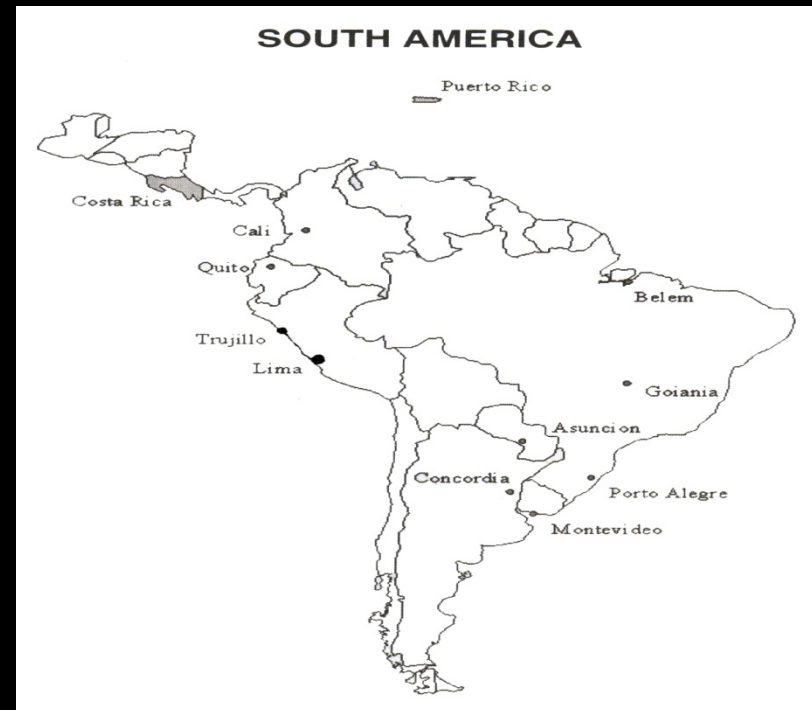 SOUTH AMERICA
Puerto Rico
Costa Rica
Cali
Quito
Belem
Trujillo
Lima
Goiania
Asuncion
Concordia
Porto Alegre
Montevideo